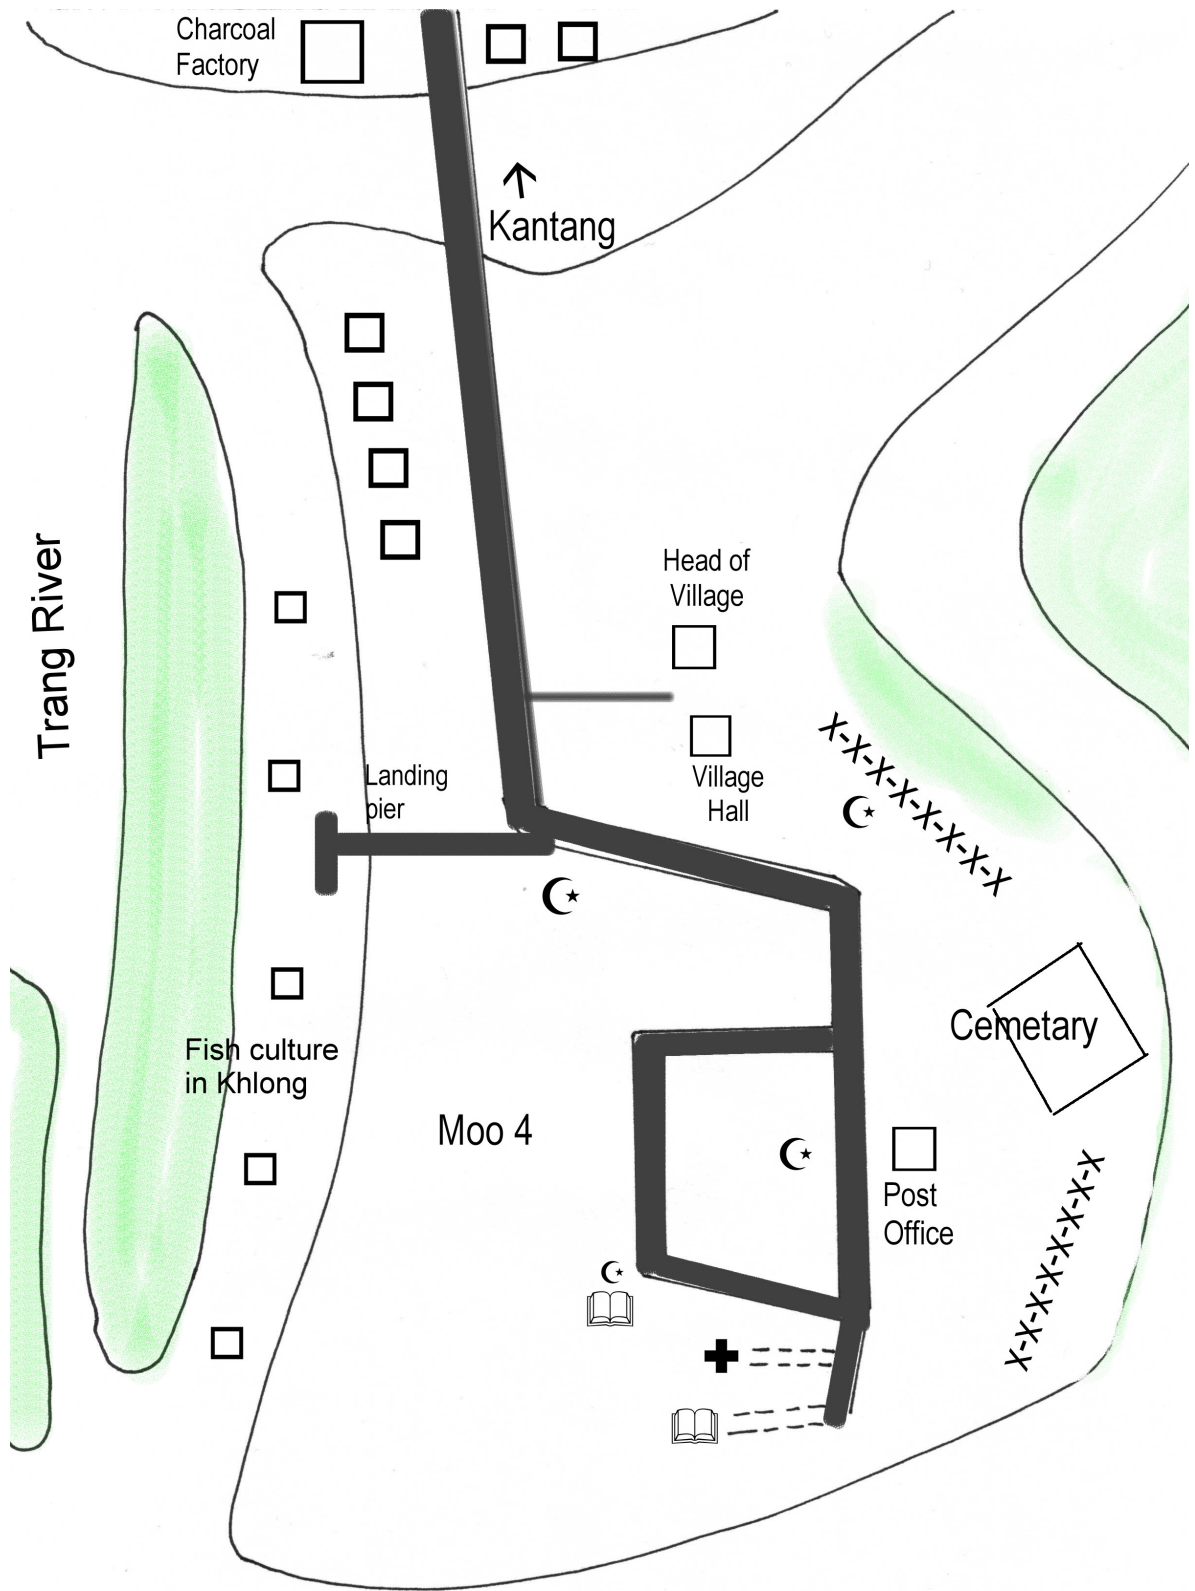 Charcoal
Factory
Kantang
Trang River
Head of
Village
Village
Hall
Landing
pier
X-X-X-X-X-X-X
Cemetary
Fish culture
in Khlong
Moo 4
Post
Office
X-X-X-X-X-X-X-X